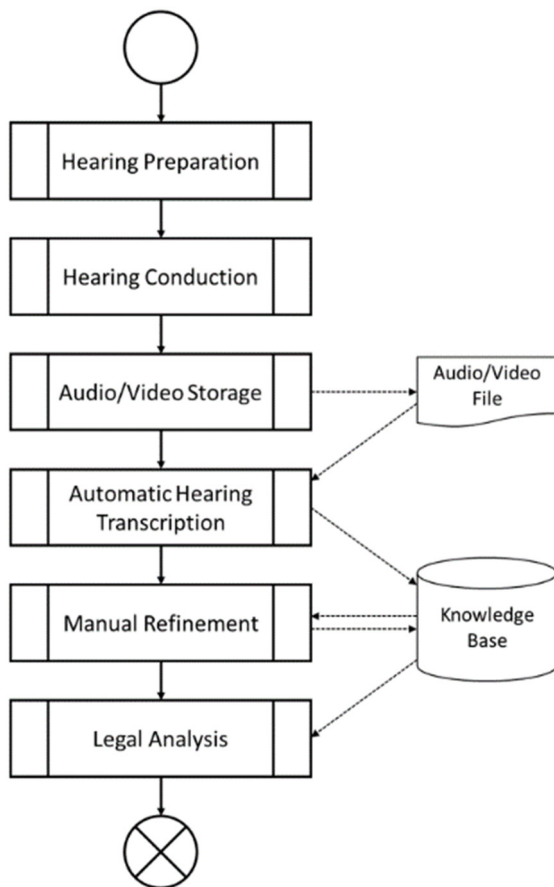 Hearing Preparation
Hearing Conduction
Audio/Video Storage
Audio/Video
File
Automatic Hearing
Transcription
Manual Refinement
Knowledge
Base
Legal Analysis